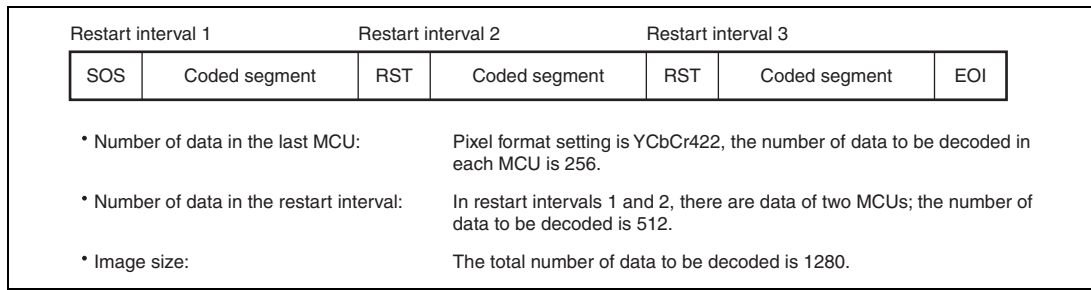 Restart interval 1 Restart interval 2 Restart interval 3
SOS Coded segment RST Coded segment RST Coded segment EOI
• Number of data in the last MCU: Pixel format setting is YCbCr422, the number of data to be decoded in
each MCU is 256.
• Number of data in the restart interval: In restart intervals 1 and 2, there are data of two MCUs; the number of
data to be decoded is 512.
• Image size: The total number of data to be decoded is 1280.